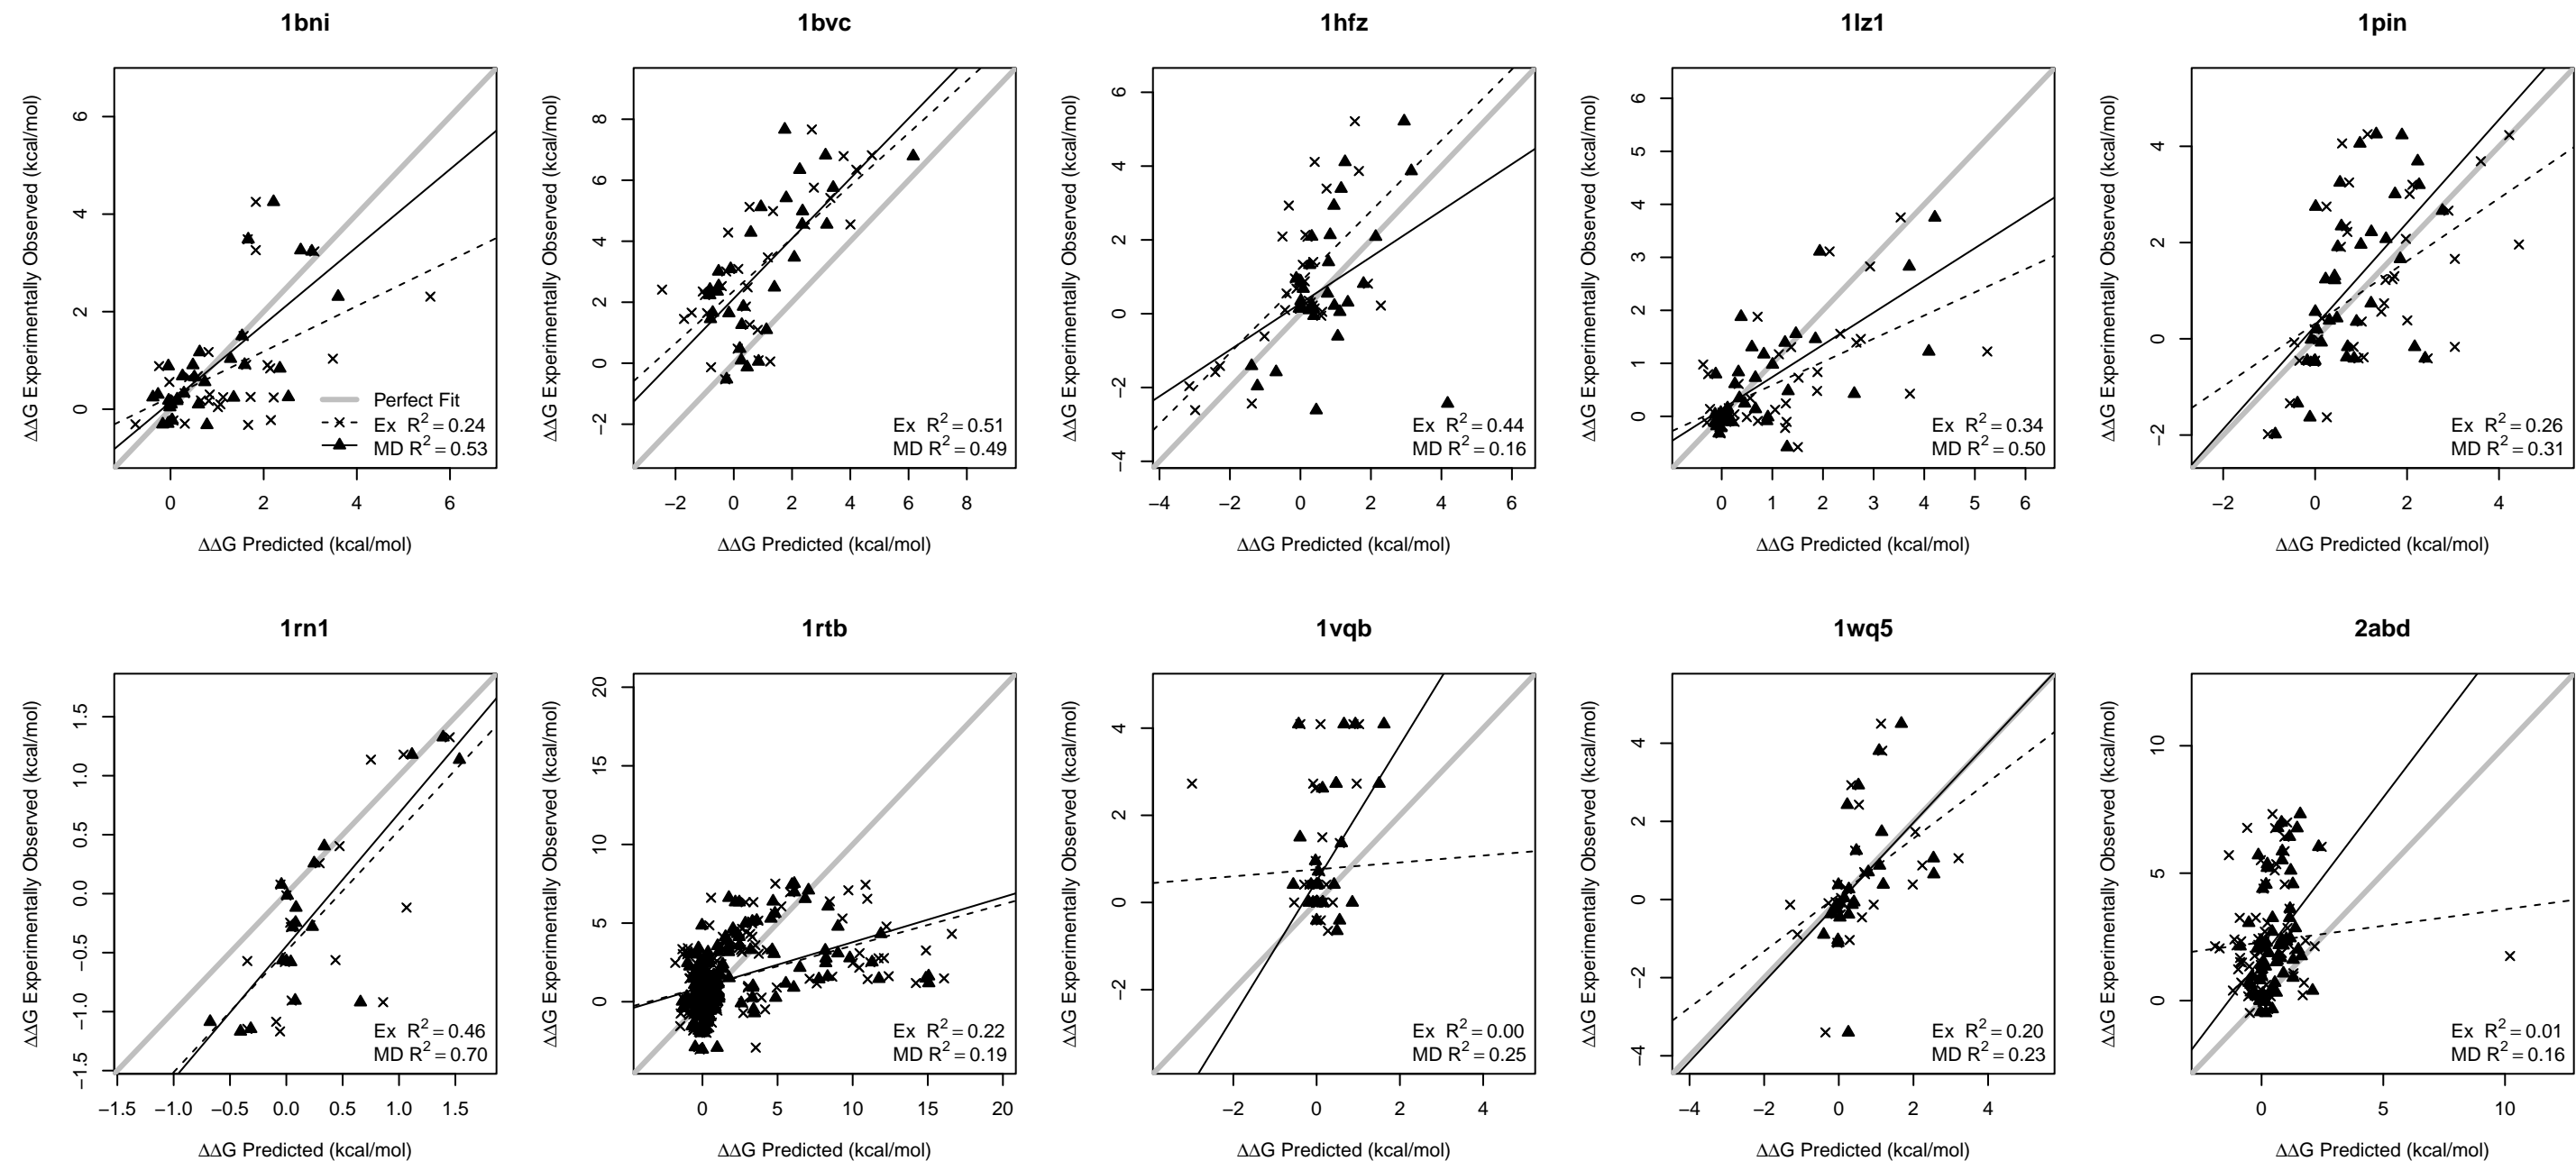 1bni
1bvc
1hfz
1lz1
1pin
ΔΔG Experimentally Observed (kcal/mol)
0 2 4 6
0 2 4 6
ΔΔG Predicted (kcal/mol)
Perfect Fit
Ex R² = 0.24
MD R² = 0.53
ΔΔG Experimentally Observed (kcal/mol)
−2 0 2 4 6 8
−2 0 2 4 6 8
ΔΔG Predicted (kcal/mol)
Ex R² = 0.51
MD R² = 0.49
ΔΔG Experimentally Observed (kcal/mol)
−4 −2 0 2 4 6
−4 −2 0 2 4 6
ΔΔG Predicted (kcal/mol)
Ex R² = 0.44
MD R² = 0.16
ΔΔG Experimentally Observed (kcal/mol)
0 1 2 3 4 5 6
0 1 2 3 4 5 6
ΔΔG Predicted (kcal/mol)
Ex R² = 0.34
MD R² = 0.50
ΔΔG Experimentally Observed (kcal/mol)
−2 0 2 4
−2 0 2 4
ΔΔG Predicted (kcal/mol)
Ex R² = 0.26
MD R² = 0.31
1rn1
1rtb
1vqb
1wq5
2abd
ΔΔG Experimentally Observed (kcal/mol)
−1.5 −1.0 −0.5 0.0 0.5 1.0 1.5
−1.5 −1.0 −0.5 0.0 0.5 1.0 1.5
ΔΔG Predicted (kcal/mol)
Ex R² = 0.46
MD R² = 0.70
ΔΔG Experimentally Observed (kcal/mol)
0 5 10 15 20
0 5 10 15 20
ΔΔG Predicted (kcal/mol)
Ex R² = 0.22
MD R² = 0.19
ΔΔG Experimentally Observed (kcal/mol)
−2 0 2 4
−2 0 2 4
ΔΔG Predicted (kcal/mol)
Ex R² = 0.00
MD R² = 0.25
ΔΔG Experimentally Observed (kcal/mol)
−4 −2 0 2 4
−4 −2 0 2 4
ΔΔG Predicted (kcal/mol)
Ex R² = 0.20
MD R² = 0.23
ΔΔG Experimentally Observed (kcal/mol)
0 5 10
0 5 10
ΔΔG Predicted (kcal/mol)
Ex R² = 0.01
MD R² = 0.16